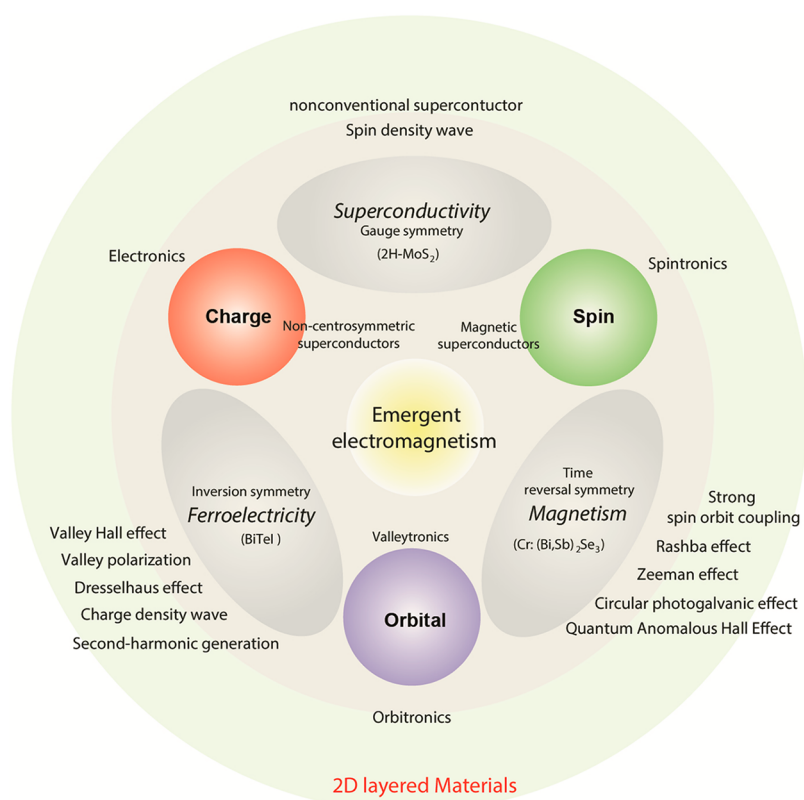 nonconventional supercontuctor
Spin density wave
Superconductivity
Gauge symmetry
(2H-MoS₂)
Electronics
Spintronics
Charge
Spin
Non-centrosymmetric
superconductors
Magnetic
superconductors
Emergent
electromagnetism
Inversion symmetry
Ferroelectricity
(BiTeI )
Time
reversal symmetry
Magnetism
(Cr: (Bi,Sb)₂Se₃)
Valley Hall effect
Valley polarization
Dresselhaus effect
Charge density wave
Second-harmonic generation
Strong
spin orbit coupling
Rashba effect
Zeeman effect
Circular photogalvanic effect
Quantum Anomalous Hall Effect
Valleytronics
Orbital
Orbitronics
2D layered Materials